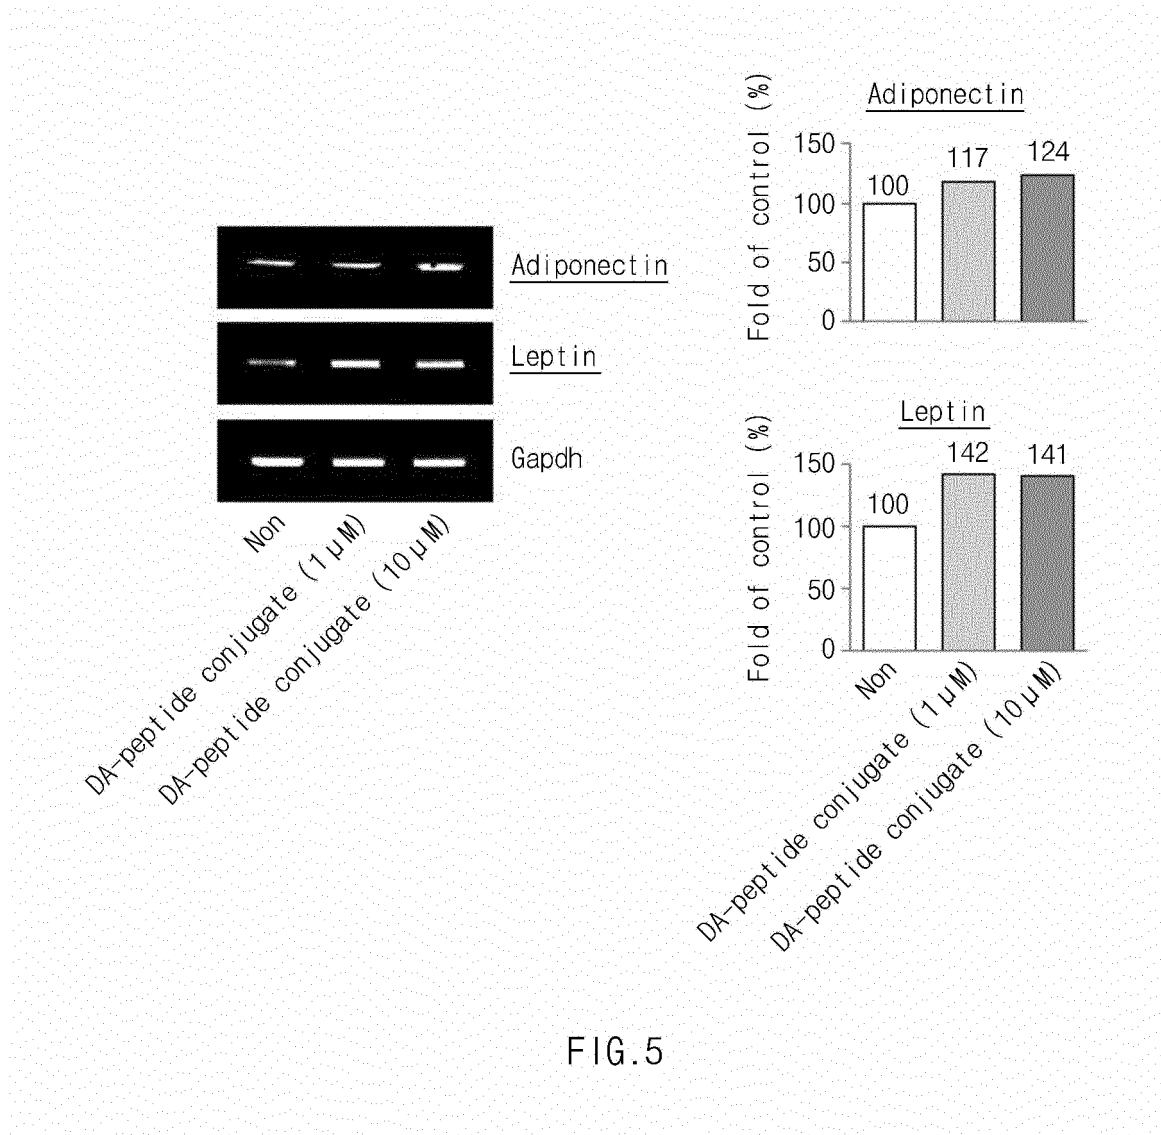 Adiponectin
Leptin
Gapdh
Non
DA-peptide conjugate (1μM)
DA-peptide conjugate (10μM)
Adiponectin
Fold of control (%)
150
100
50
0
100
117
124
Leptin
Fold of control (%)
150
100
50
0
100
142
141
Non
DA-peptide conjugate (1μM)
DA-peptide conjugate (10μM)
FIG.5